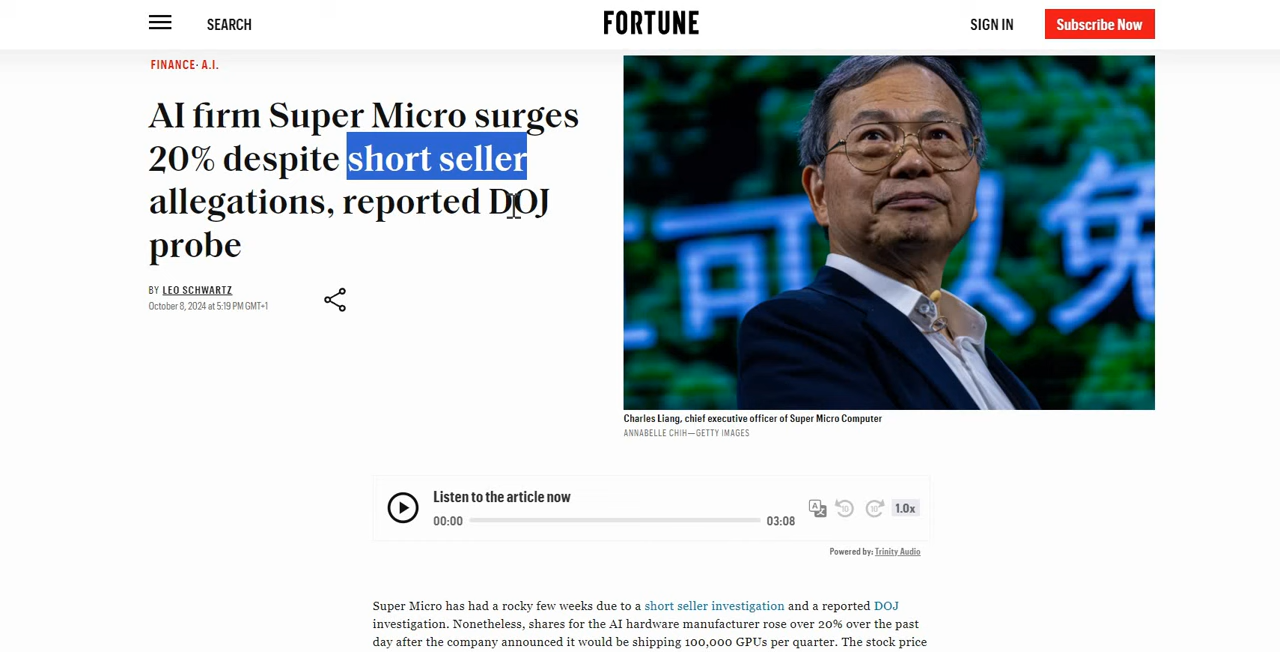 SEARCH
FORTUNE
SIGN IN
Subscribe Now
FINANCE· A.I.
AI firm Super Micro surges
20% despite short seller
allegations, reported DOJ
probe
BY LEO SCHWARTZ
October 8, 2024 at 5:19 PM GMT+1
可以免
Charles Liang, chief executive officer of Super Micro Computer
ANNABELLE CHIH—GETTY IMAGES
Listen to the article now
00:00
03:08
10
10
1.0x
Powered by: Trinity Audio
Super Micro has had a rocky few weeks due to a short seller investigation and a reported DOJ
investigation. Nonetheless, shares for the AI hardware manufacturer rose over 20% over the past
day after the company announced it would be shipping 100,000 GPUs per quarter. The stock price